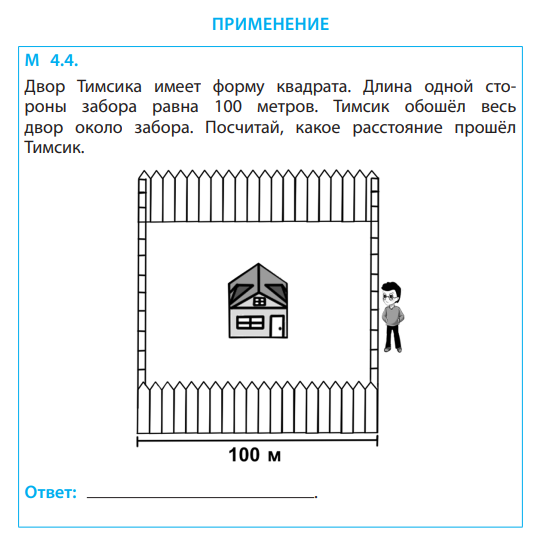 ПРИМЕНЕНИЕ
М 4.4.
Двор Тимсика имеет форму квадрата. Длина одной сто-
роны забора равна 100 метров. Тимсик обошёл весь
двор около забора. Посчитай, какое расстояние прошёл
Тимсик.
100 м
Ответ: ____________________.